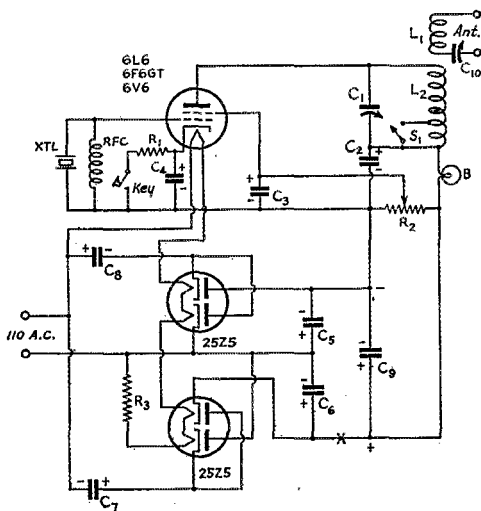 L1
Ant.
C10
6L6
6F6GT
6V6
C1
L2
S1
XTL
RFC
R1
C4
+
-
Key
+
-
C3
C2
+
-
B
R2
+ -
C8
25Z5
-
110 A.C.
-
+
C5
-
+
C9
R3
-
+
C6
25Z5
X
+
- +
C7